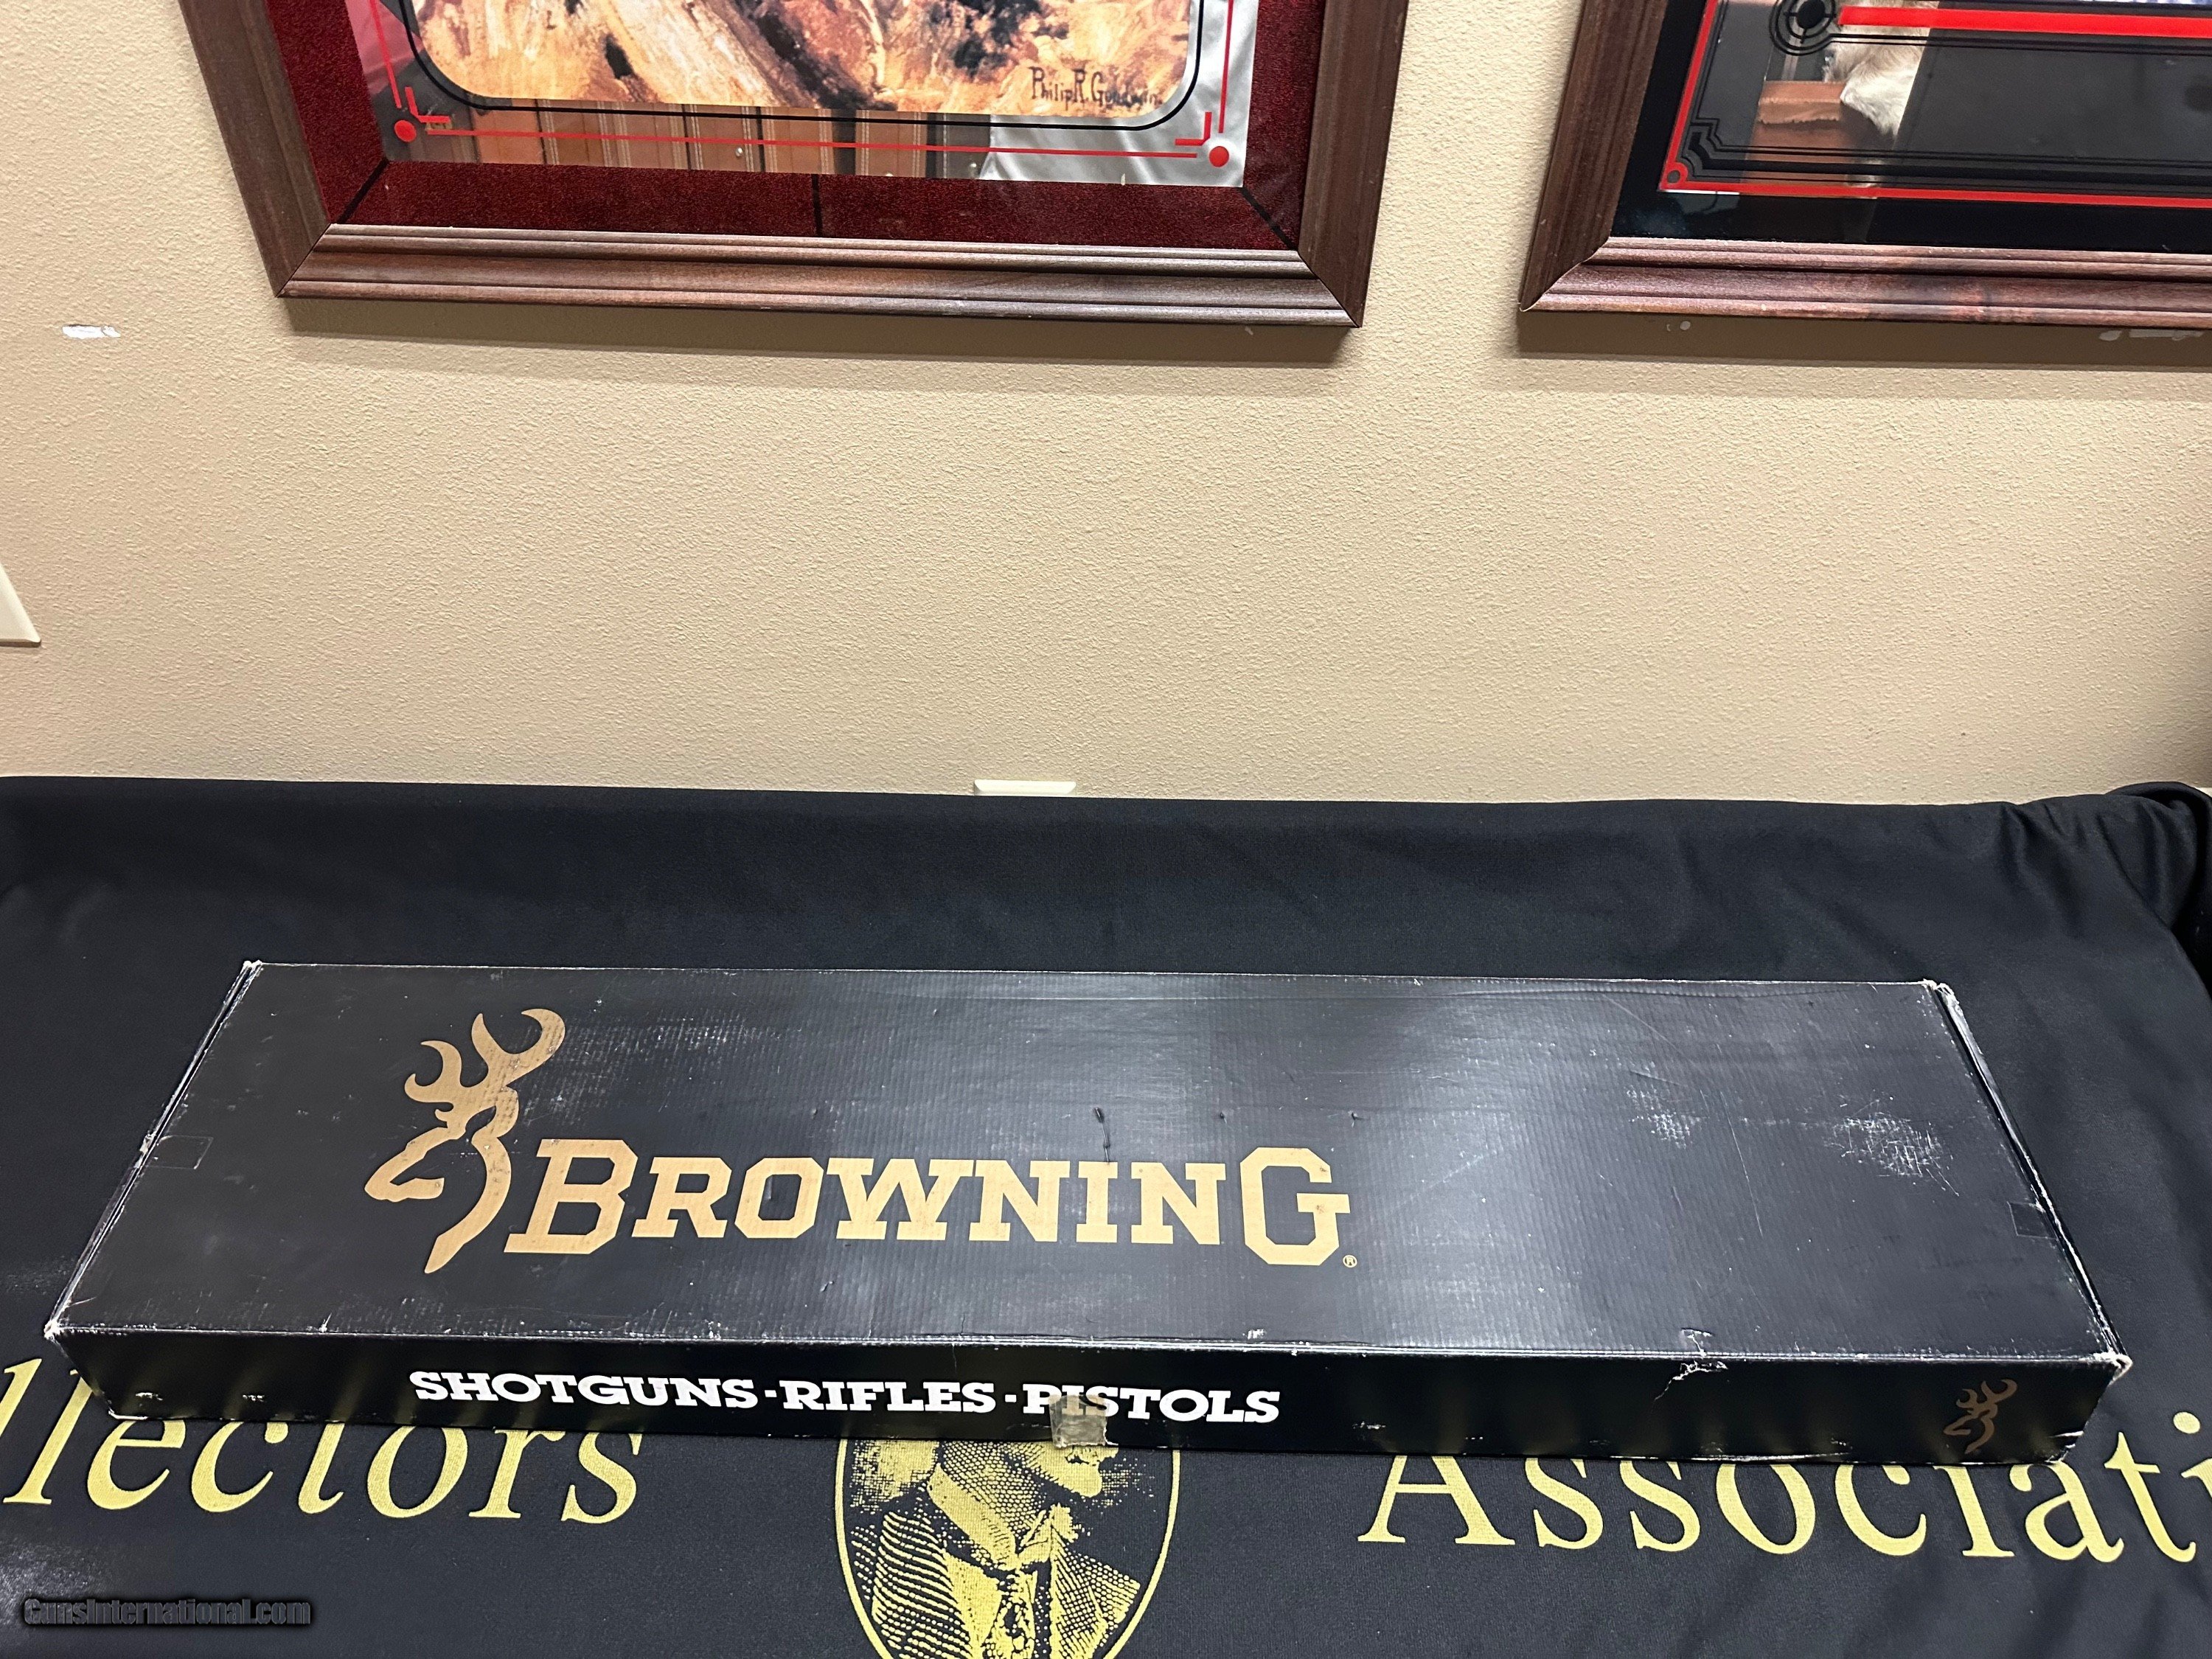 Philip R. Goodwin
BROWNING®
SHOTGUNS - RIFLES - PISTOLS
llectors Associati
GunsInternational.com